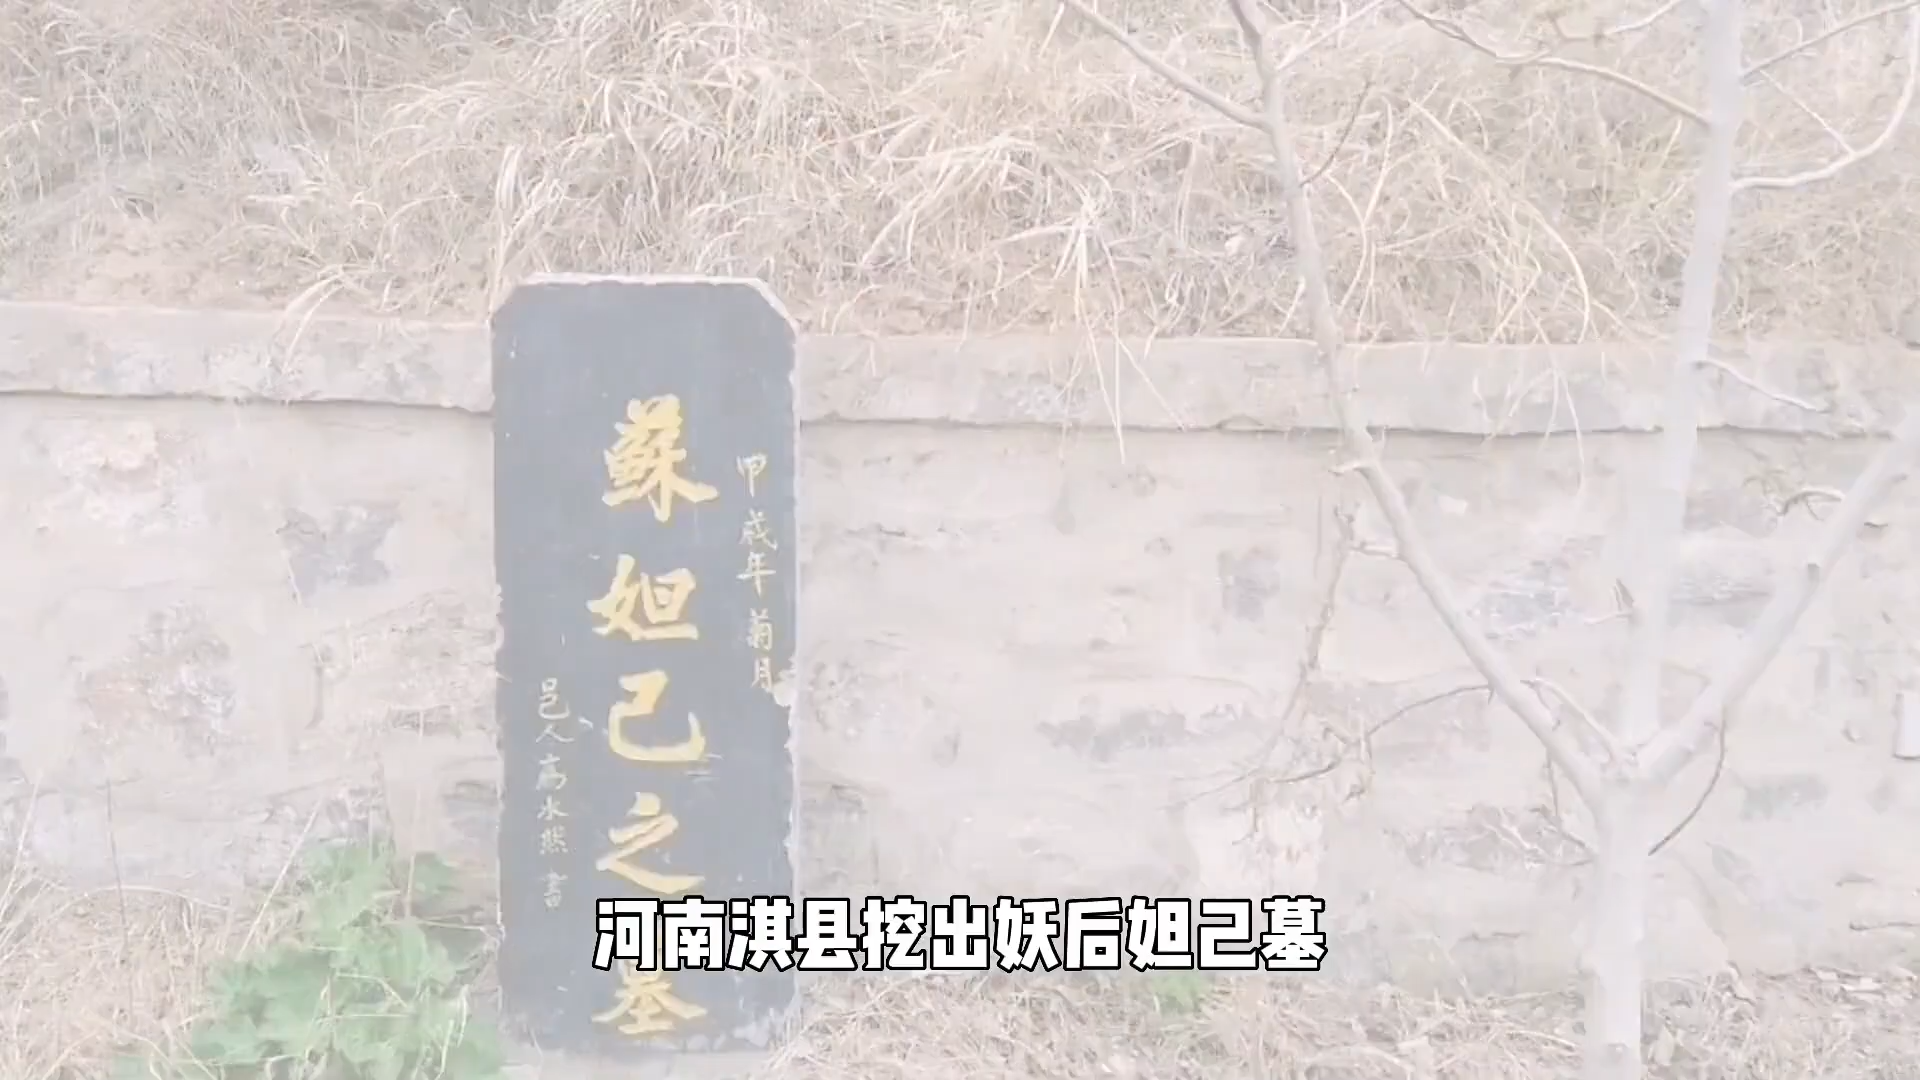 甲戌年菊月
蘇妲己之墓
邑人高永然書
河南淇县挖出妖后妲己墓